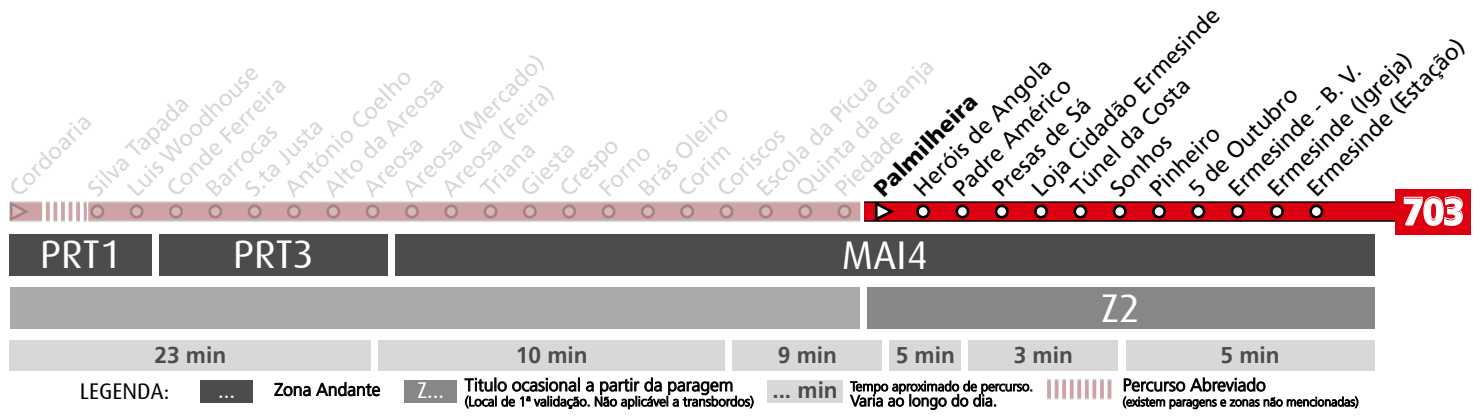 Cordoaria
Silva Tapada
Luis Woodhouse
Conde Ferreira
Barrocas
S.ta Justa
António Coelho
Alto da Areosa
Areosa
Areosa (Mercado)
Areosa (Feira)
Triana
Giesta
Crespo
Forno
Brás Oleiro
Corim
Coriscos
Escola da Pícua
Quinta da Granja
Piedade
Palmilheira
Heróis de Angola
Padre Américo
Presas de Sá
Loja Cidadão Ermesinde
Túnel da Costa
Sonhos
Pinheiro
5 de Outubro
Ermesinde - B. V.
Ermesinde (Igreja)
Ermesinde (Estação)
703
PRT1 PRT3 MAI4
Z2
23 min 10 min 9 min 5 min 3 min 5 min
LEGENDA:
... Zona Andante
Z... Titulo ocasional a partir da paragem
(Local de 1ª validação. Não aplicável a transbordos)
... min Tempo aproximado de percurso.
Varia ao longo do dia.
Percurso Abreviado
(existem paragens e zonas não mencionadas)